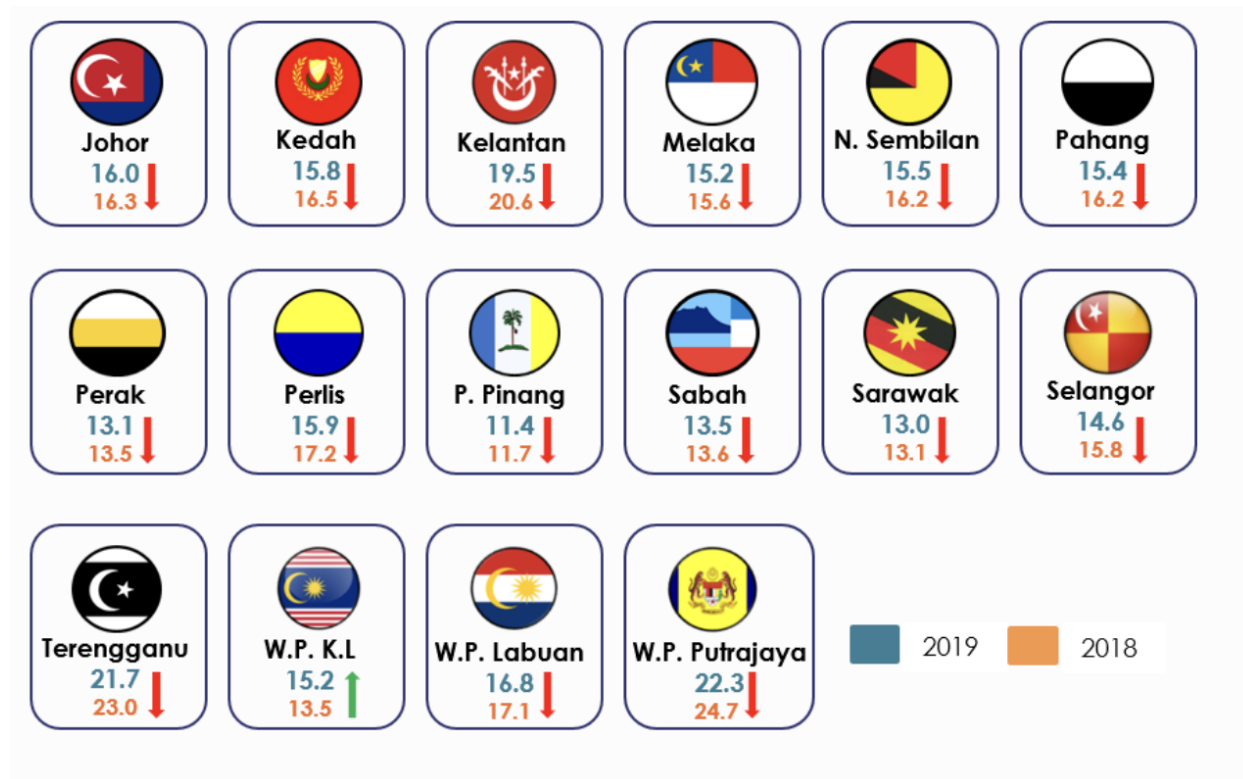 Johor
16.0
16.3
Kedah
15.8
16.5
Kelantan
19.5
20.6
Melaka
15.2
15.6
N. Sembilan
15.5
16.2
Pahang
15.4
16.2
Perak
13.1
13.5
Perlis
15.9
17.2
P. Pinang
11.4
11.7
Sabah
13.5
13.6
Sarawak
13.0
13.1
Selangor
14.6
15.8
Terengganu
21.7
23.0
W.P. K.L
15.2
13.5
W.P. Labuan
16.8
17.1
W.P. Putrajaya
22.3
24.7
2019
2018